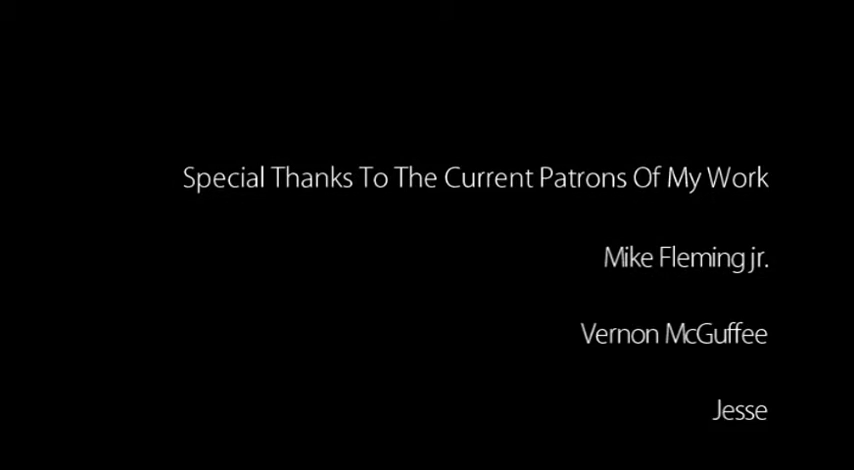 Special Thanks To The Current Patrons Of My Work
Mike Fleming jr.
Vernon McGuffee
Jesse